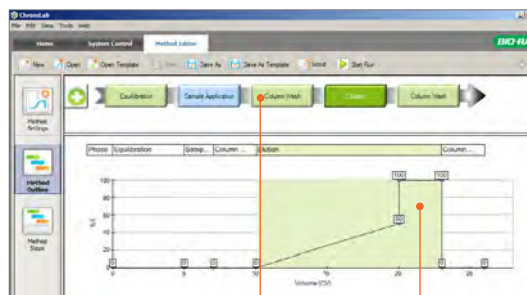 ChromLab
File Edit View Tools Help
Home System Control Method Editor BIO-RAD
New Open Open Template Save Save As Save As Template Scout Start Run
Equilibration Sample Application Column Wash Elution Column Wash
Method Settings
Method Outline
Method Steps
Phase Equilibration Samp... Column ... Elution Column ...
100 100 100
80
60
50
40
20
0 0 0 0 0 0 0
0 5 10 15 20 25
%B
Volume (CV)